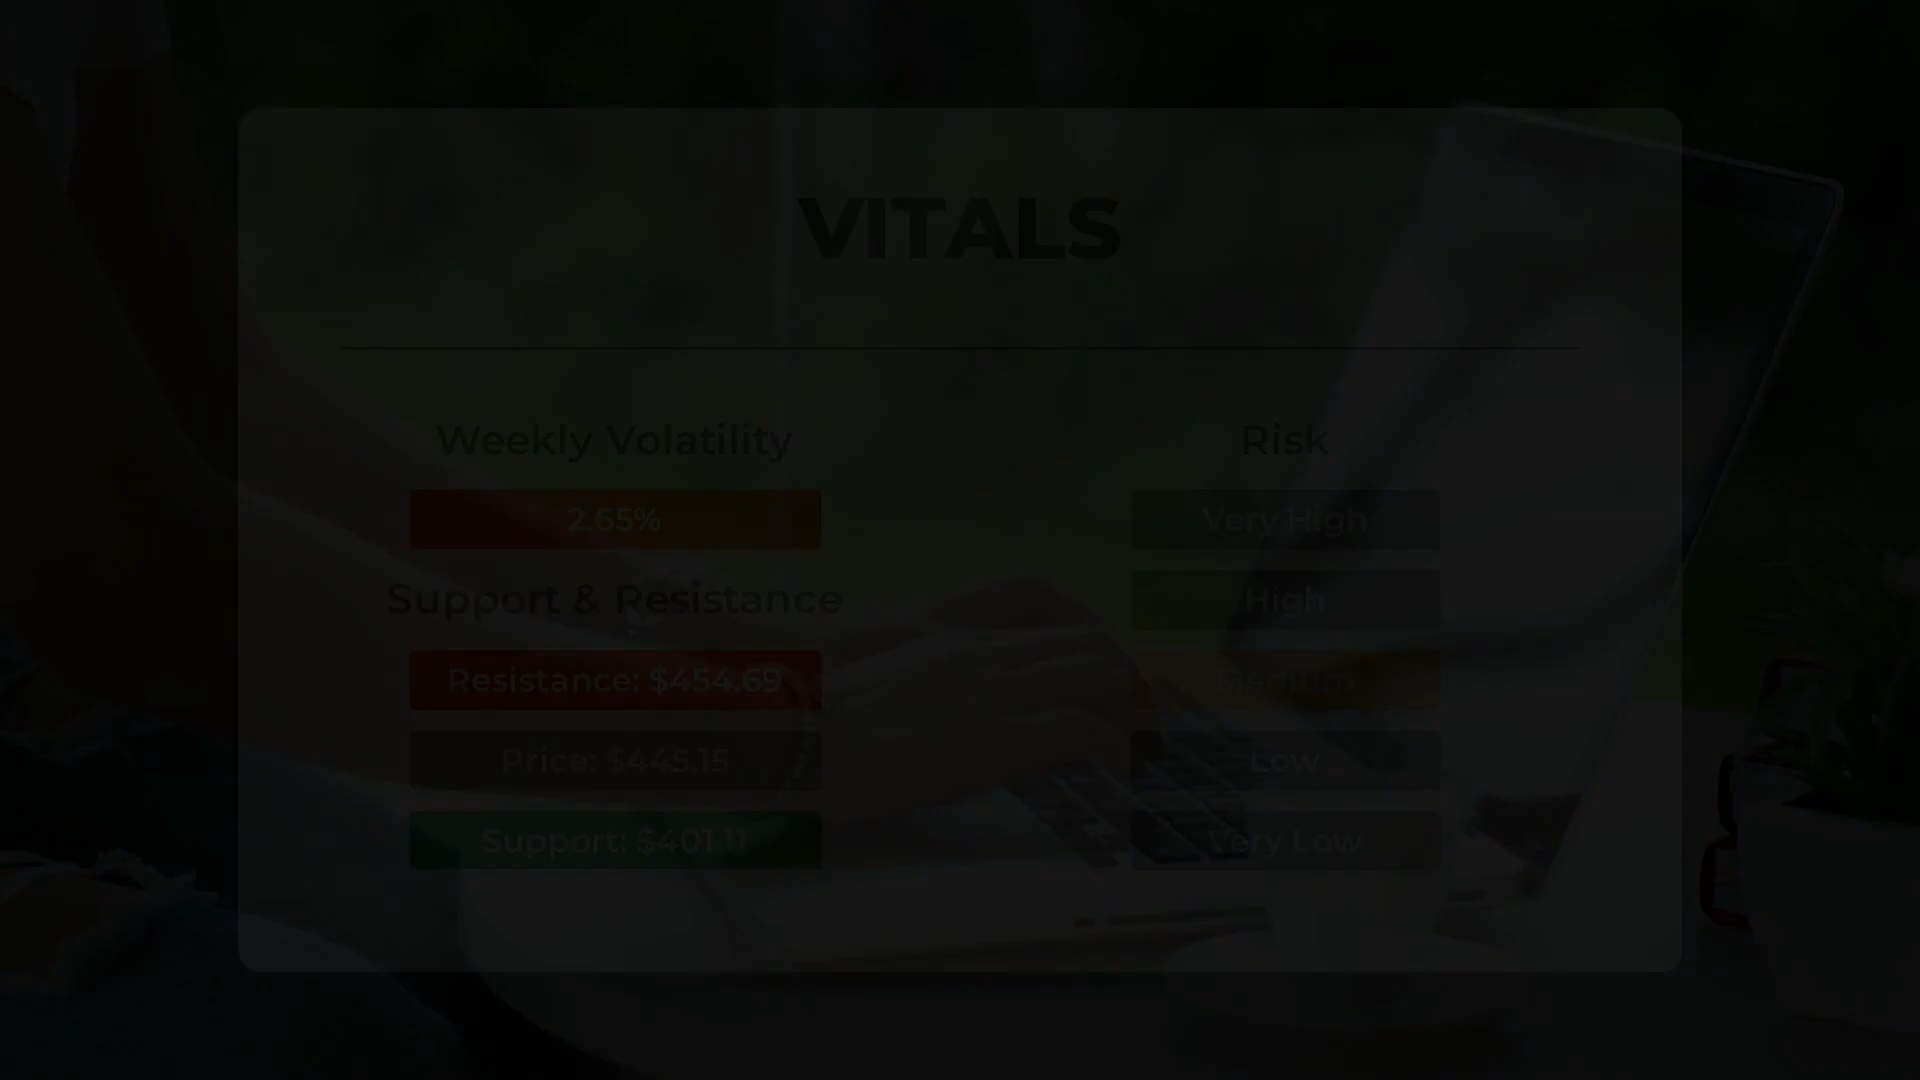 VITALS
Weekly Volatility
2.65%
Support & Resistance
Resistance: $454.69
Price: $445.15
Support: $401.11
Risk
Very High
High
Medium
Low
Very Low